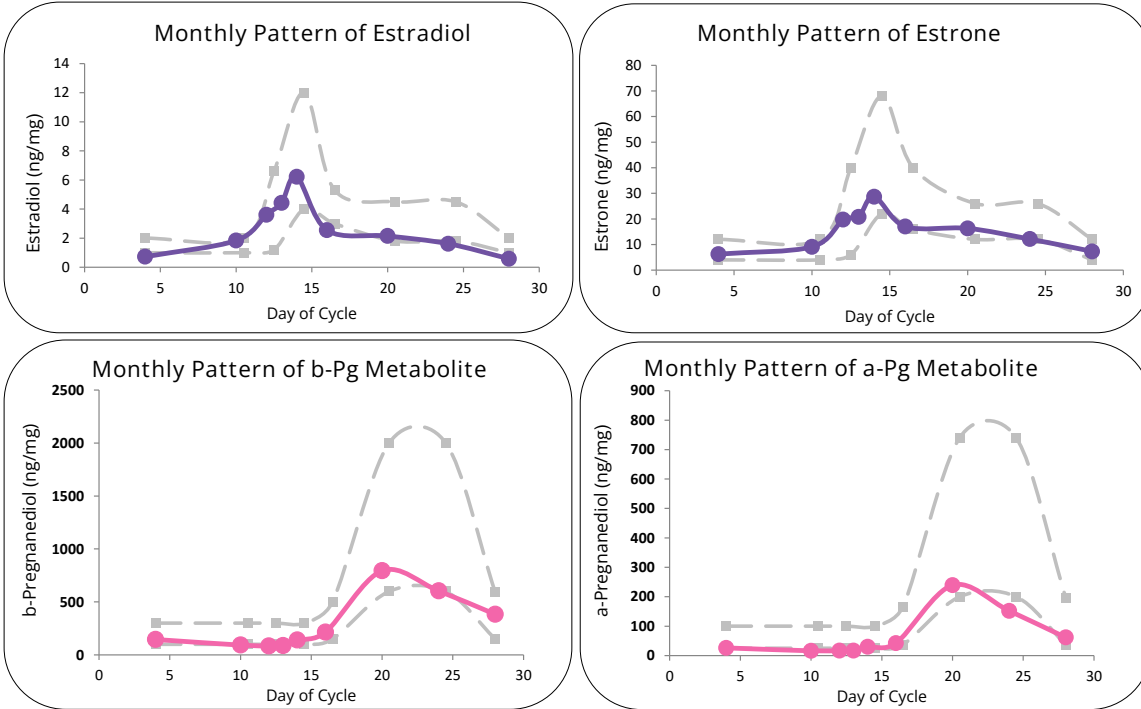 Monthly Pattern of Estradiol
14
12
10
8
6
4
2
0
Estradiol (ng/mg)
0 5 10 15 20 25 30
Day of Cycle
Monthly Pattern of Estrone
80
70
60
50
40
30
20
10
0
Estrone (ng/mg)
0 5 10 15 20 25 30
Day of Cycle
Monthly Pattern of b-Pg Metabolite
2500
2000
1500
1000
500
0
b-Pregnanediol (ng/mg)
0 5 10 15 20 25 30
Day of Cycle
Monthly Pattern of a-Pg Metabolite
900
800
700
600
500
400
300
200
100
0
a-Pregnanediol (ng/mg)
0 5 10 15 20 25 30
Day of Cycle